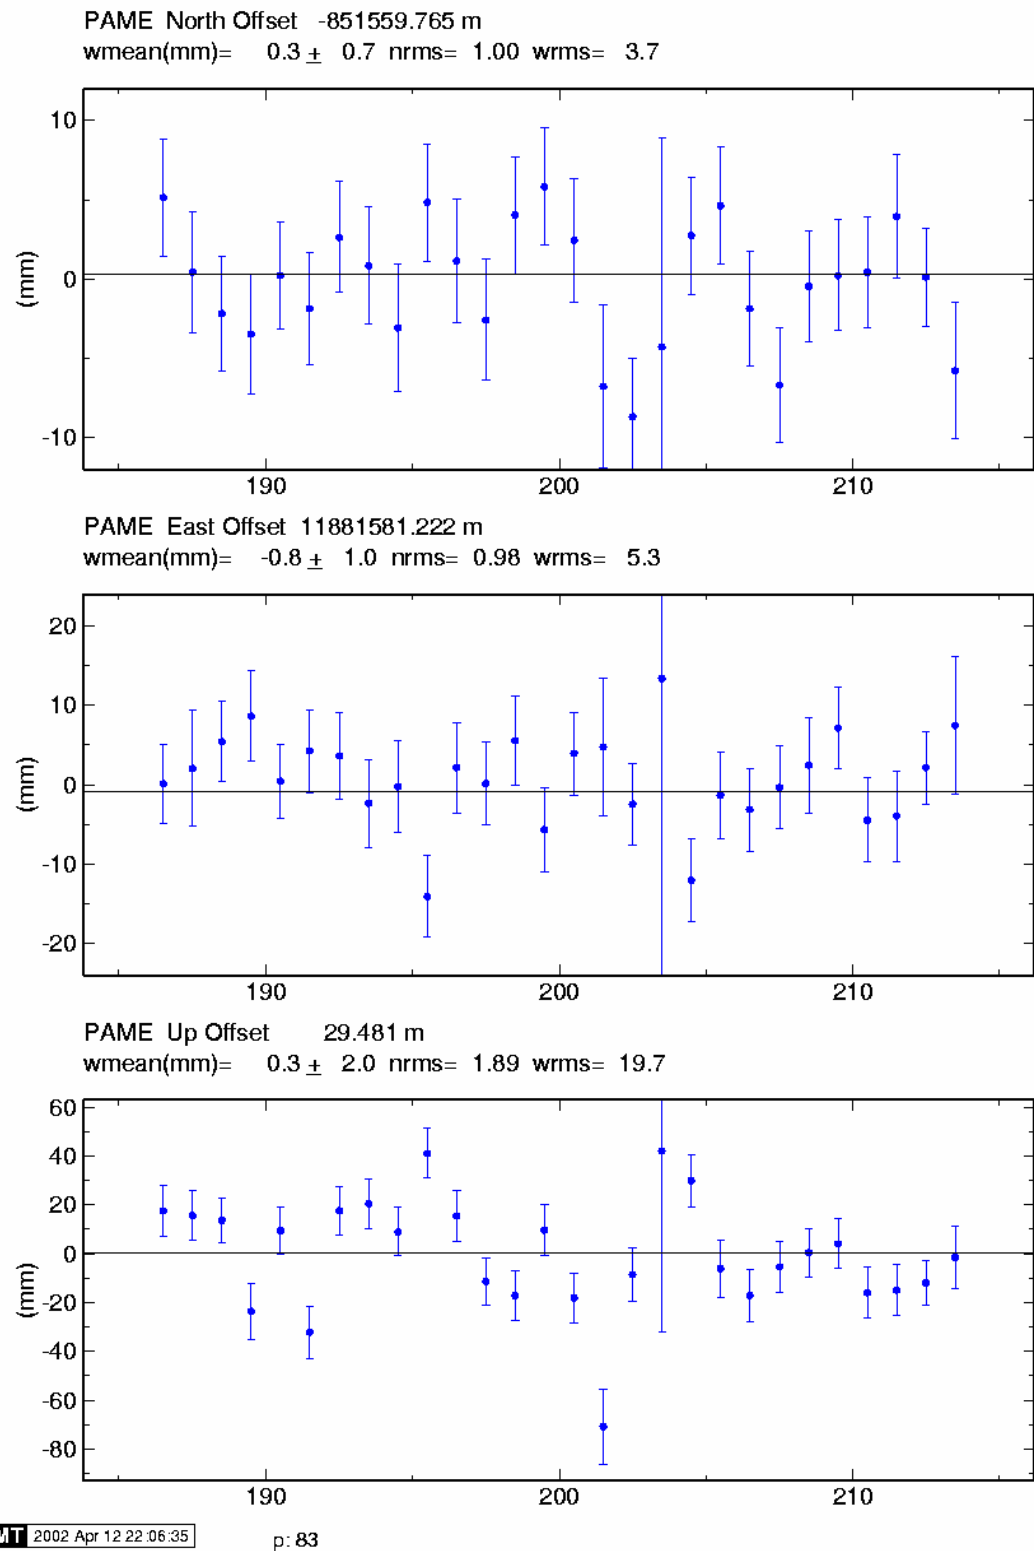 PAME North Offset -851559.765 m
wmean(mm)= 0.3 ± 0.7 nrms= 1.00 wrms= 3.7
10
0
-10
(mm)
190 200 210
PAME East Offset 11881581.222 m
wmean(mm)= -0.8 ± 1.0 nrms= 0.98 wrms= 5.3
20
10
0
-10
-20
(mm)
190 200 210
PAME Up Offset 29.481 m
wmean(mm)= 0.3 ± 2.0 nrms= 1.89 wrms= 19.7
60
40
20
0
-20
-40
-60
-80
(mm)
190 200 210
MT 2002 Apr 12 22:06:35 p: 83